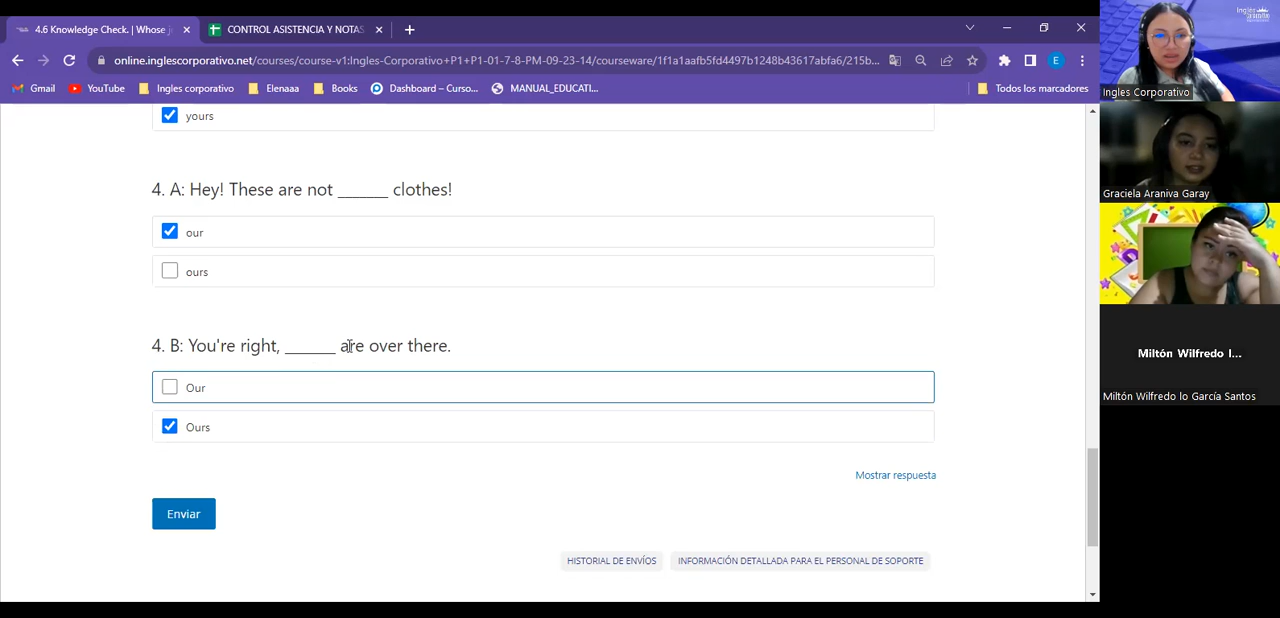 4.6 Knowledge Check. | Whose j
CONTROL ASISTENCIA Y NOTAS
online.inglescorporativo.net/courses/course-v1:Ingles-Corporativo+P1+P1-01-7-8-PM-09-23-14/courseware/1f1a1aafb5fd4497b1248b43617abfa6/215b...
E
Gmail
YouTube
Ingles corporativo
Elenaaa
Books
Dashboard – Curso...
MANUAL_EDUCATI...
Todos los marcadores
yours
4. A: Hey! These are not ______ clothes!
our
ours
4. B: You're right, ______ are over there.
Our
Ours
Mostrar respuesta
Enviar
HISTORIAL DE ENVÍOS
INFORMACIÓN DETALLADA PARA EL PERSONAL DE SOPORTE
Ingles Corporativo
Graciela Araniva Garay
Miltón Wilfredo l...
Miltón Wilfredo lo García Santos